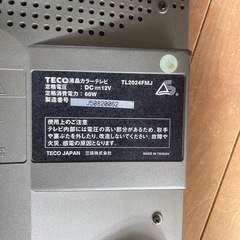 TECO液晶カラーテレビ TL2024FMJ
定格電圧:DC 12V
定格消費電力:60W
製造番号 J50820062
使用上のご注意
テレビ内部には電圧の高い部分があるため、取手
や裏ぶたを外したり、改造しないでください。故障や
火災、感電の原因となります。
TECO JAPAN 三協株式会社 MADE IN TAIWAN